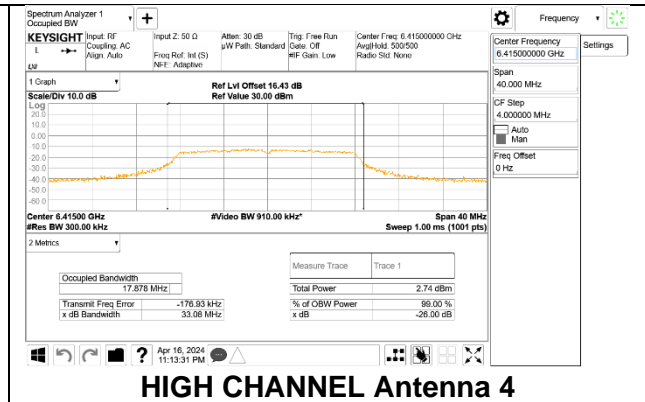 Spectrum Analyzer 1
Occupied BW
Frequency
KEYSIGHT
Input: RF
Coupling: AC
Align: Auto
Input Z: 50 Ω
Freq Ref: Int (S)
NFE: Adaptive
Atten: 30 dB
µW Path: Standard
Trig: Free Run
Gate: Off
#IF Gain: Low
Center Freq: 6.415000000 GHz
Avg|Hold: 500/500
Radio Std: None
L
Center Frequency
6.415000000 GHz
Settings
Span
40.000 MHz
CF Step
4.000000 MHz
Auto
Man
Freq Offset
0 Hz
1 Graph
Scale/Div 10.0 dB
Ref Lvl Offset 16.43 dB
Ref Value 30.00 dBm
Log
20.0
10.0
0.00
-10.0
-20.0
-30.0
-40.0
-50.0
-60.0
Center 6.41500 GHz
#Video BW 910.00 kHz*
Span 40 MHz
#Res BW 300.00 kHz
Sweep 1.00 ms (1001 pts)
2 Metrics
Measure Trace Trace 1
Occupied Bandwidth
17.878 MHz
Total Power 2.74 dBm
Transmit Freq Error -176.93 kHz
% of OBW Power 99.00 %
x dB Bandwidth 33.08 MHz
x dB -26.00 dB
?
Apr 16, 2024
11:13:31 PM
HIGH CHANNEL Antenna 4